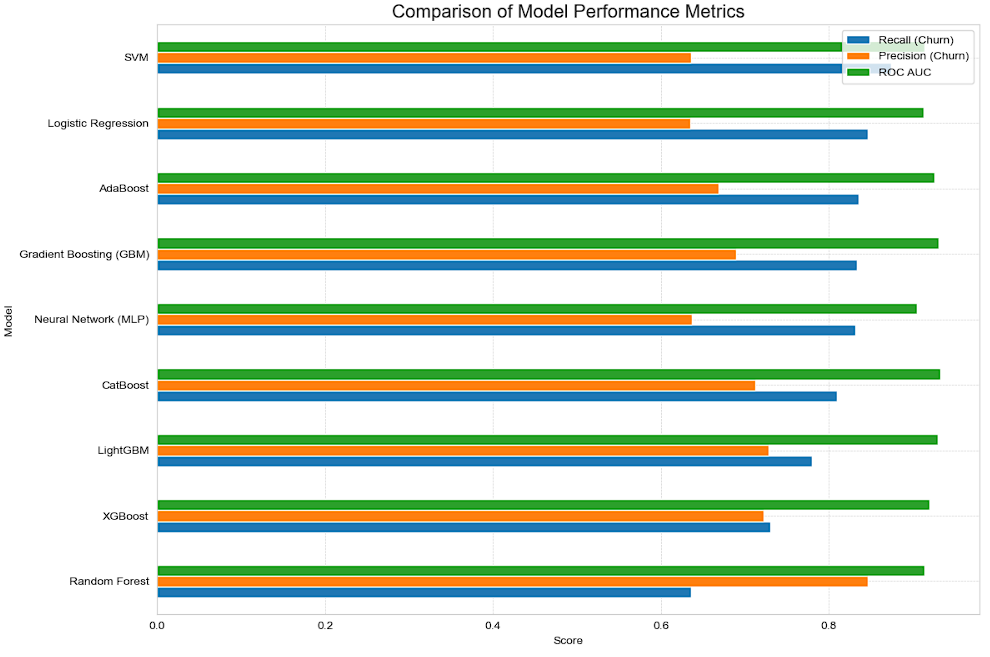 Comparison of Model Performance Metrics
Recall (Churn)
Precision (Churn)
ROC AUC
SVM
Logistic Regression
AdaBoost
Gradient Boosting (GBM)
Neural Network (MLP)
CatBoost
LightGBM
XGBoost
Random Forest
Model
0.0 0.2 0.4 0.6 0.8
Score